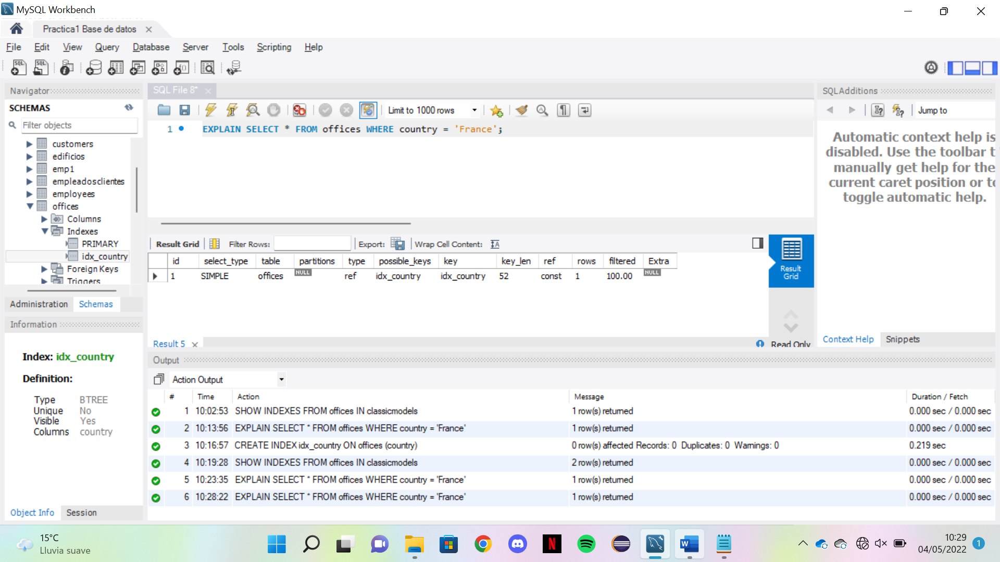 MySQL Workbench
Practica1 Base de datos
File Edit View Query Database Server Tools Scripting Help
Navigator
SCHEMAS
Filter objects
customers
edificios
emp1
empleadosclientes
employees
offices
Columns
Indexes
PRIMARY
idx_country
Foreign Keys
Triggers
Administration Schemas
Information
Index: idx_country
Definition:
Type BTREE
Unique No
Visible Yes
Columns country
Object Info Session
SQL File 8*
Limit to 1000 rows
1 EXPLAIN SELECT * FROM offices WHERE country = 'France';
Result Grid Filter Rows: Export: Wrap Cell Content:
id select_type table partitions type possible_keys key key_len ref rows filtered Extra
1 SIMPLE offices NULL ref idx_country idx_country 52 const 1 100.00 NULL
Result Grid
Result 5
Read Only
SQLAdditions
Jump to
Automatic context help is
disabled. Use the toolbar t
manually get help for the
current caret position or to
toggle automatic help.
Context Help Snippets
Output
Action Output
# Time Action Message Duration / Fetch
1 10:02:53 SHOW INDEXES FROM offices IN classicmodels 1 row(s) returned 0.000 sec / 0.000 sec
2 10:13:56 EXPLAIN SELECT * FROM offices WHERE country = 'France' 1 row(s) returned 0.000 sec / 0.000 sec
3 10:16:57 CREATE INDEX idx_country ON offices (country) 0 row(s) affected Records: 0 Duplicates: 0 Warnings: 0 0.219 sec
4 10:19:28 SHOW INDEXES FROM offices IN classicmodels 2 row(s) returned 0.000 sec / 0.000 sec
5 10:23:35 EXPLAIN SELECT * FROM offices WHERE country = 'France' 1 row(s) returned 0.000 sec / 0.000 sec
6 10:28:22 EXPLAIN SELECT * FROM offices WHERE country = 'France' 1 row(s) returned 0.000 sec / 0.000 sec
15°C
Lluvia suave
10:29
04/05/2022
1